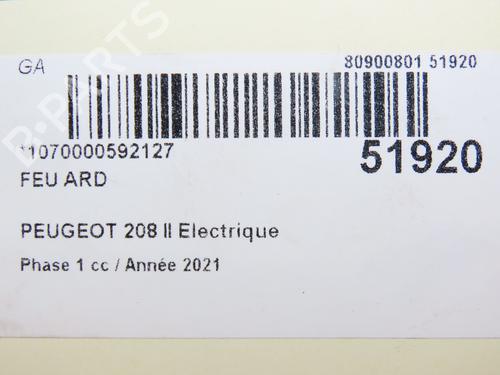 GA
80900801 51920
*1070000592127
51920
FEU ARD
PEUGEOT 208 II Electrique
Phase 1 cc / Année 2021
B-PARTS